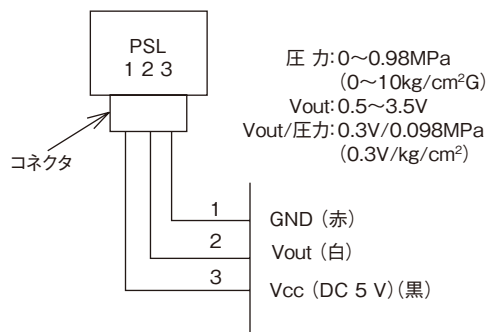 PSL
1 2 3
コネクタ
圧 力:0～0.98MPa
(0～10kg/cm²G)
Vout:0.5～3.5V
Vout/圧力:0.3V/0.098MPa
(0.3V/kg/cm²)
1
GND（赤）
2
Vout（白）
3
Vcc（DC 5 V）（黒）